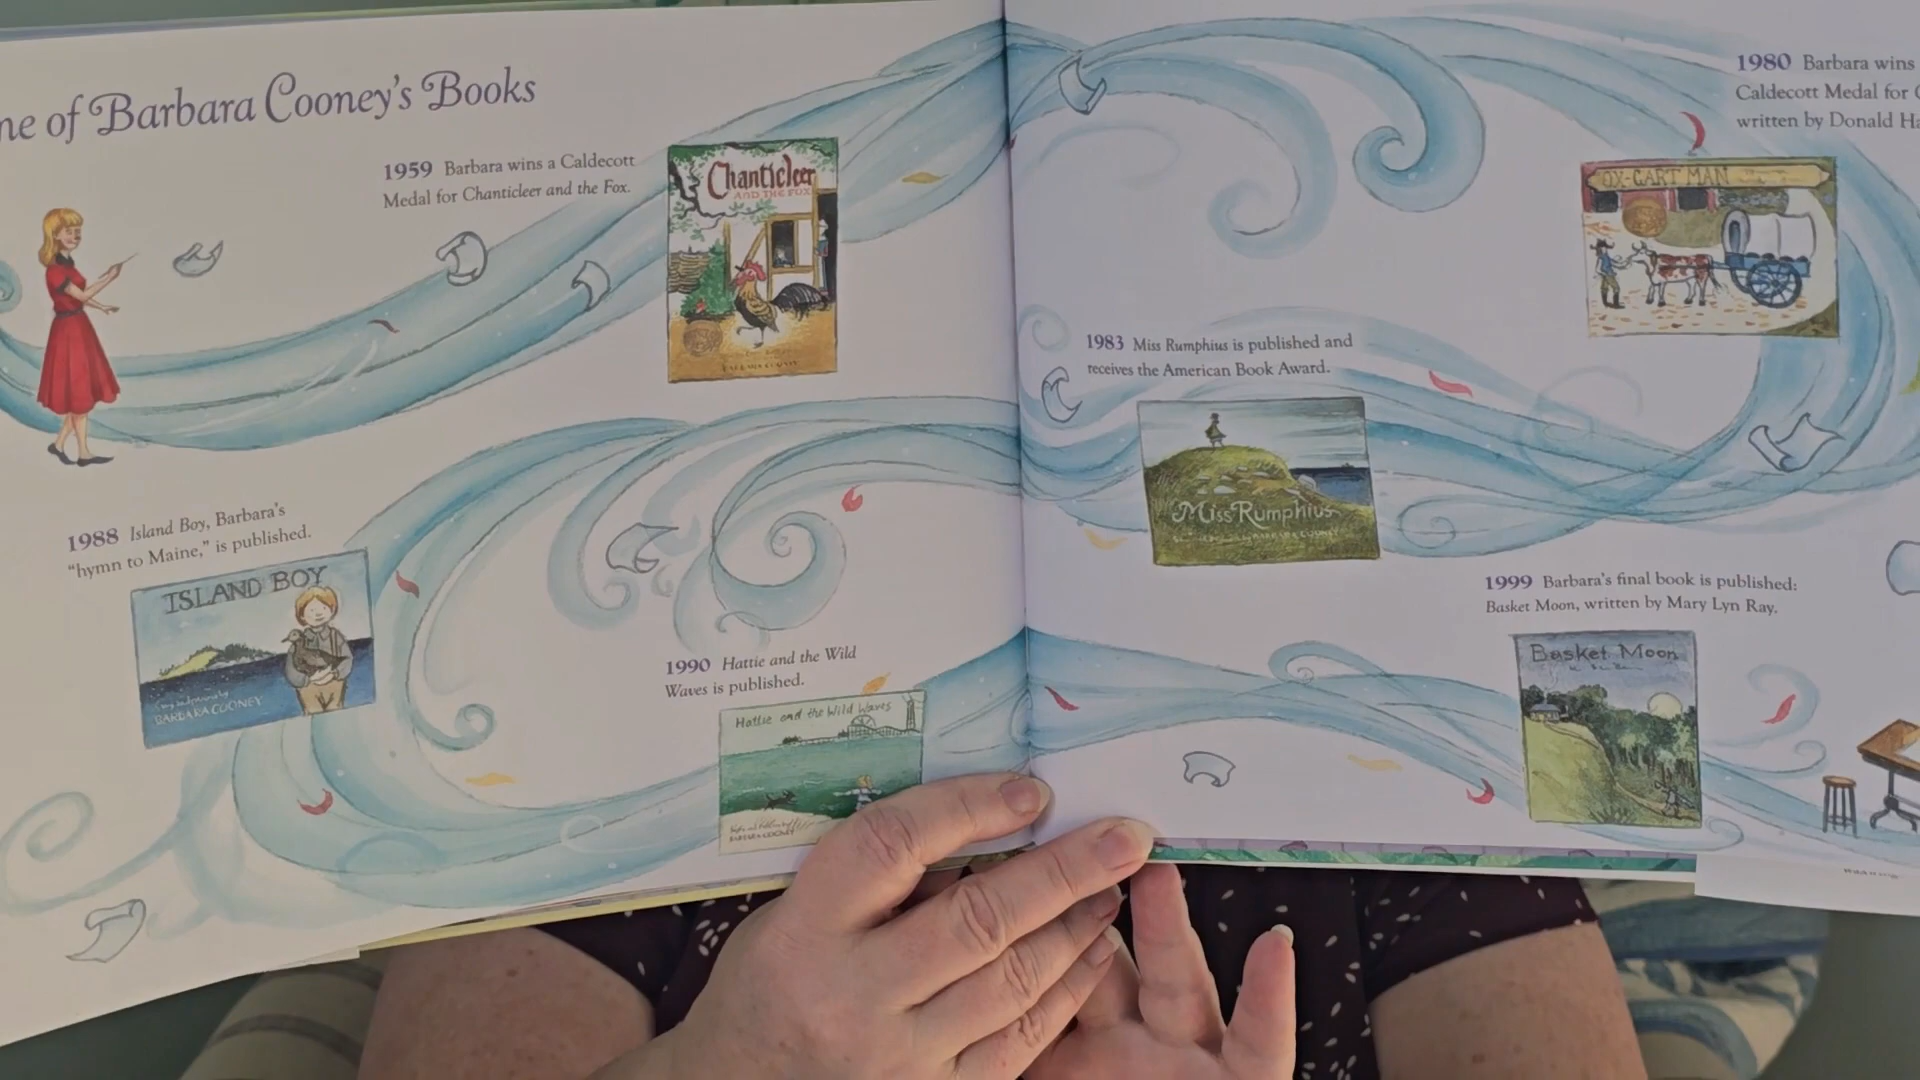 ne of Barbara Cooney's Books
1959 Barbara wins a Caldecott
Medal for Chanticleer and the Fox.
Chanticleer
AND THE FOX
1980 Barbara wins
Caldecott Medal for
written by Donald
OX-CART MAN
1983 Miss Rumphius is published and
receives the American Book Award.
Miss Rumphius
1988 Island Boy, Barbara's
"hymn to Maine," is published.
ISLAND BOY
BARBARA COONEY
1990 Hattie and the Wild
Waves is published.
Hattie and the Wild Waves
BARBARA COONEY
1999 Barbara's final book is published:
Basket Moon, written by Mary Lyn Ray.
Basket Moon